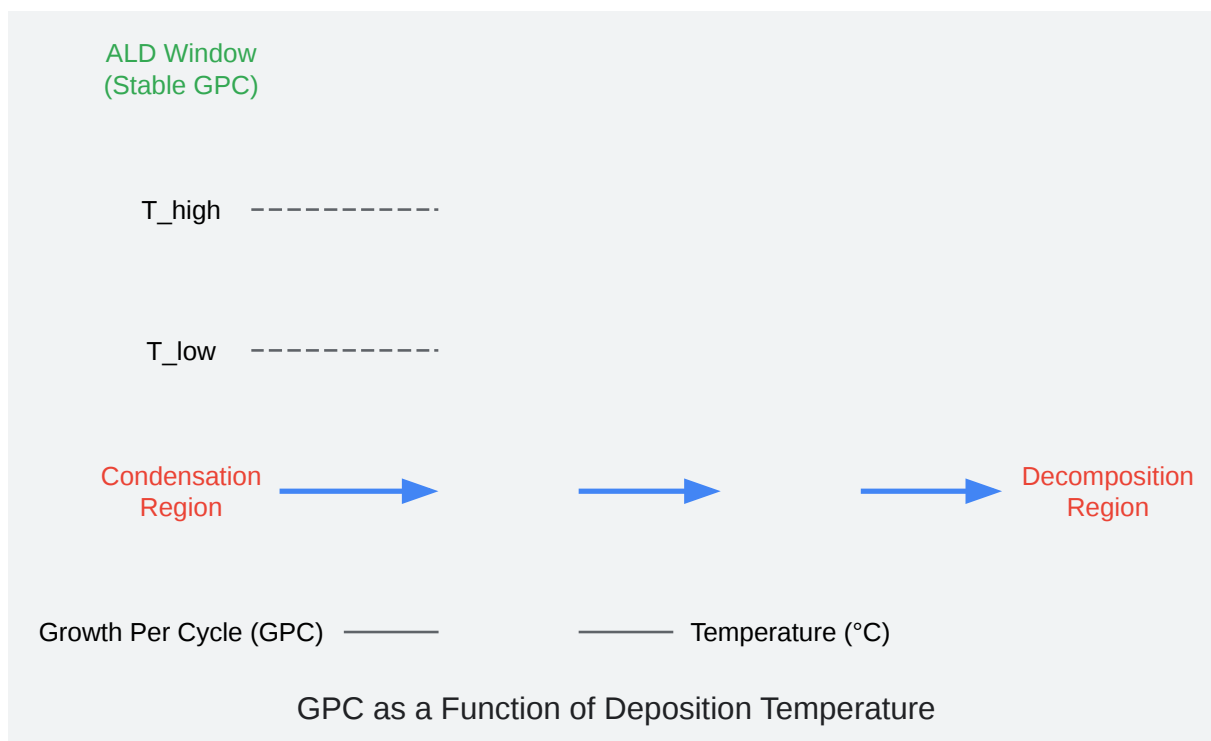 ALD Window
(Stable GPC)
T_high
T_low
Condensation
Region
Decomposition
Region
Growth Per Cycle (GPC)
Temperature (°C)
GPC as a Function of Deposition Temperature